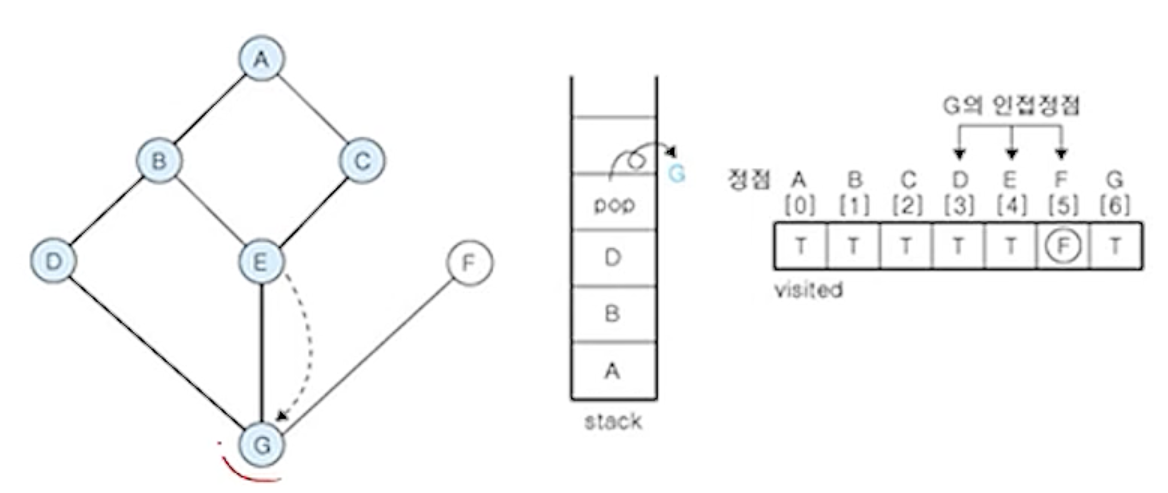 A
B
C
D
E
F
G
G
pop
D
B
A
stack
G의 인접정점
정점 A B C D E F G
[0] [1] [2] [3] [4] [5] [6]
T T T T T F T
visited